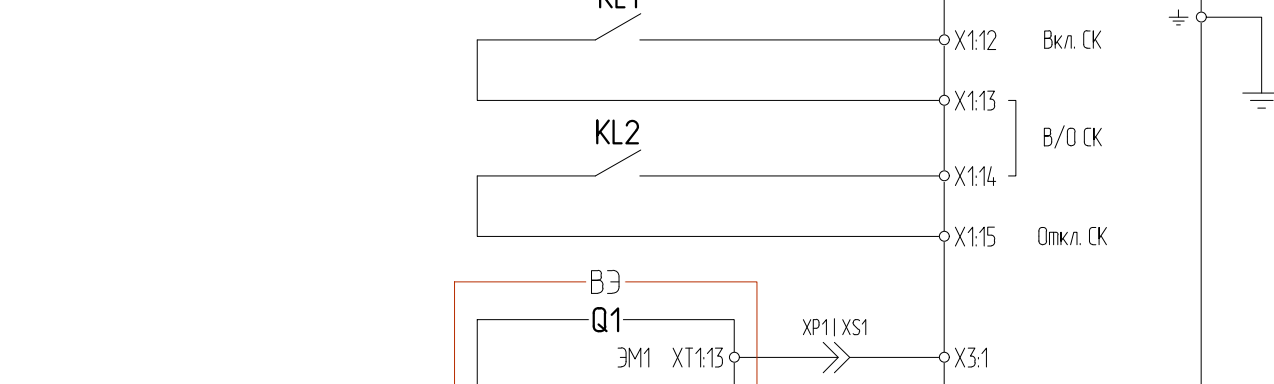 KL1
X1:12 Вкл. СК
X1:13
KL2
В/О СК
X1:14
X1:15 Откл. СК
ВЭ
Q1
XP1 | XS1
ЭМ1 XT1:13 X3:1